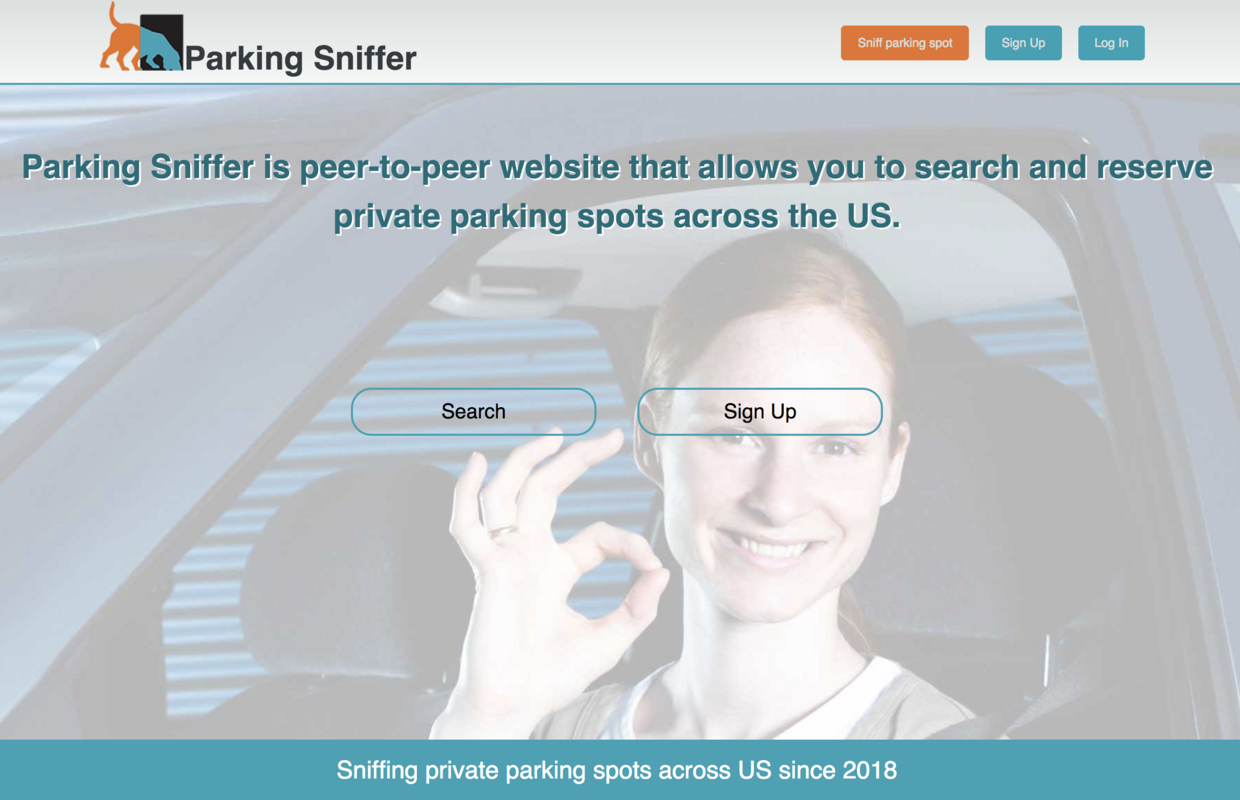 Parking Sniffer
Sniff parking spot
Sign Up
Log In
Parking Sniffer is peer-to-peer website that allows you to search and reserve
private parking spots across the US.
Search
Sign Up
Sniffing private parking spots across US since 2018